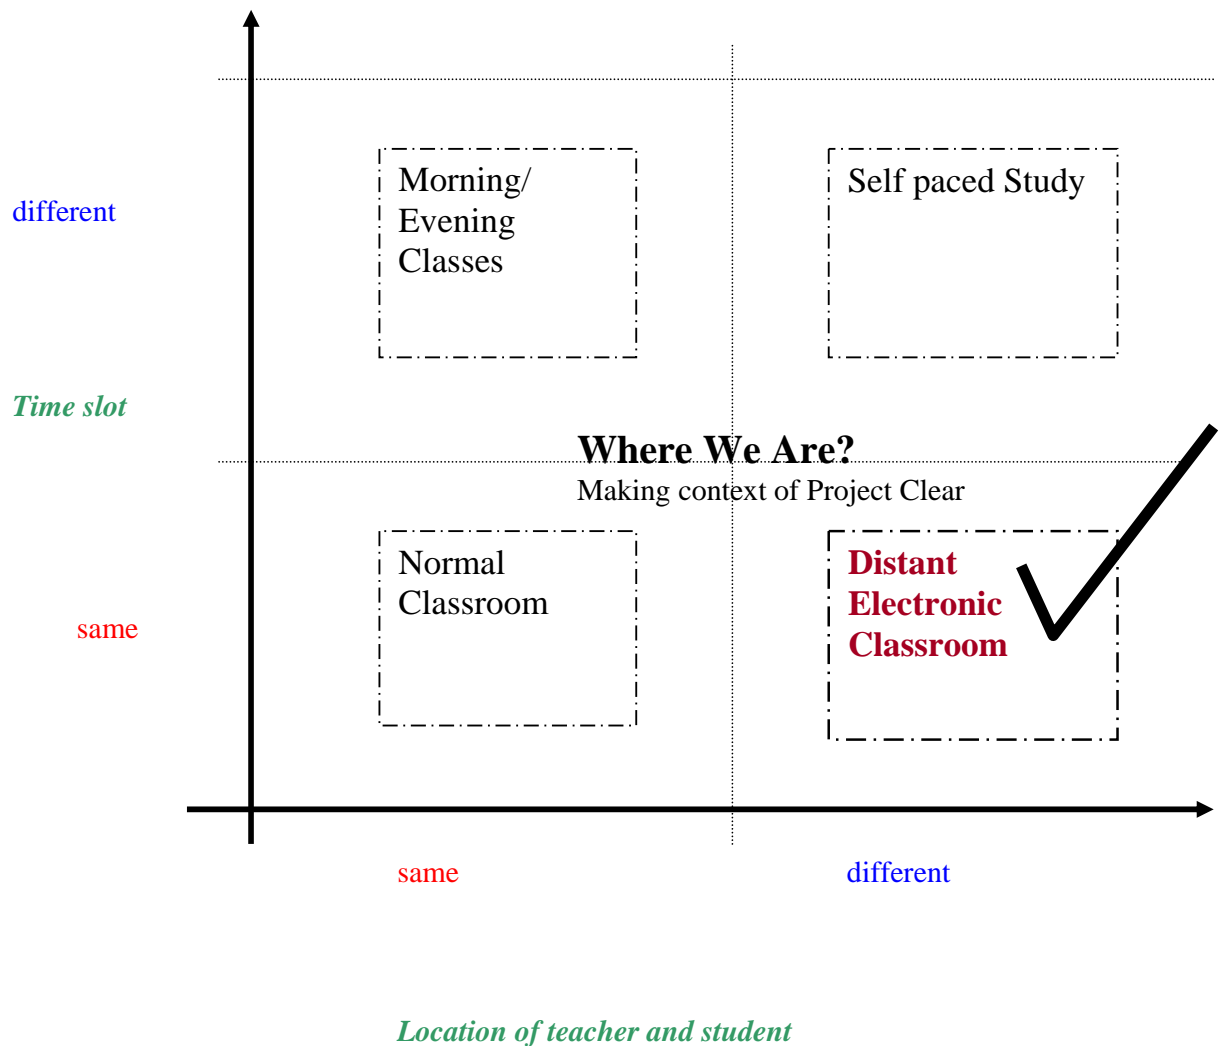 Morning/
Evening
Classes
Self paced Study
different
Time slot
Where We Are?
Making context of Project Clear
Normal
Classroom
Distant
Electronic
Classroom
same
same
different
Location of teacher and student